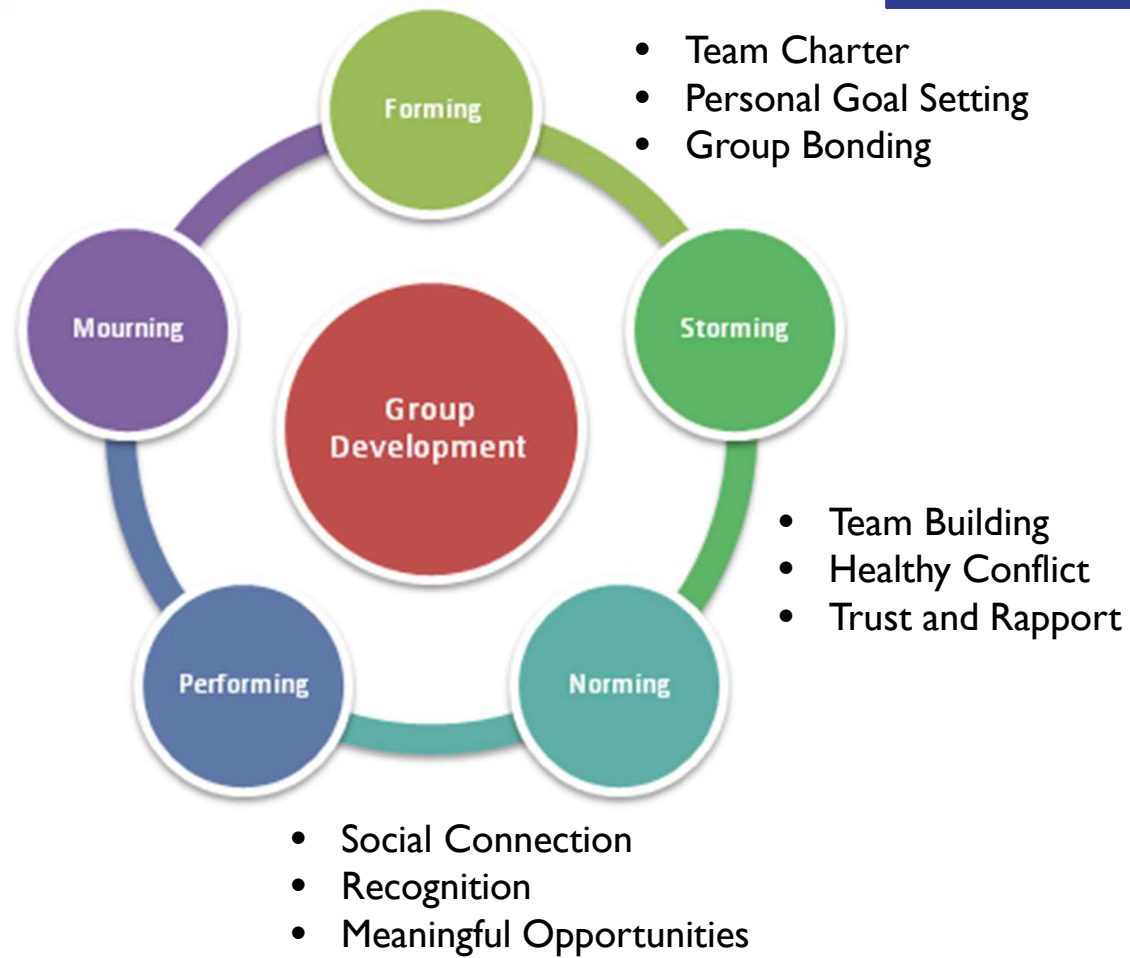 Forming
• Team Charter
• Personal Goal Setting
• Group Bonding
Storming
• Team Building
• Healthy Conflict
• Trust and Rapport
Norming
• Social Connection
• Recognition
• Meaningful Opportunities
Performing
Mourning
Group
Development